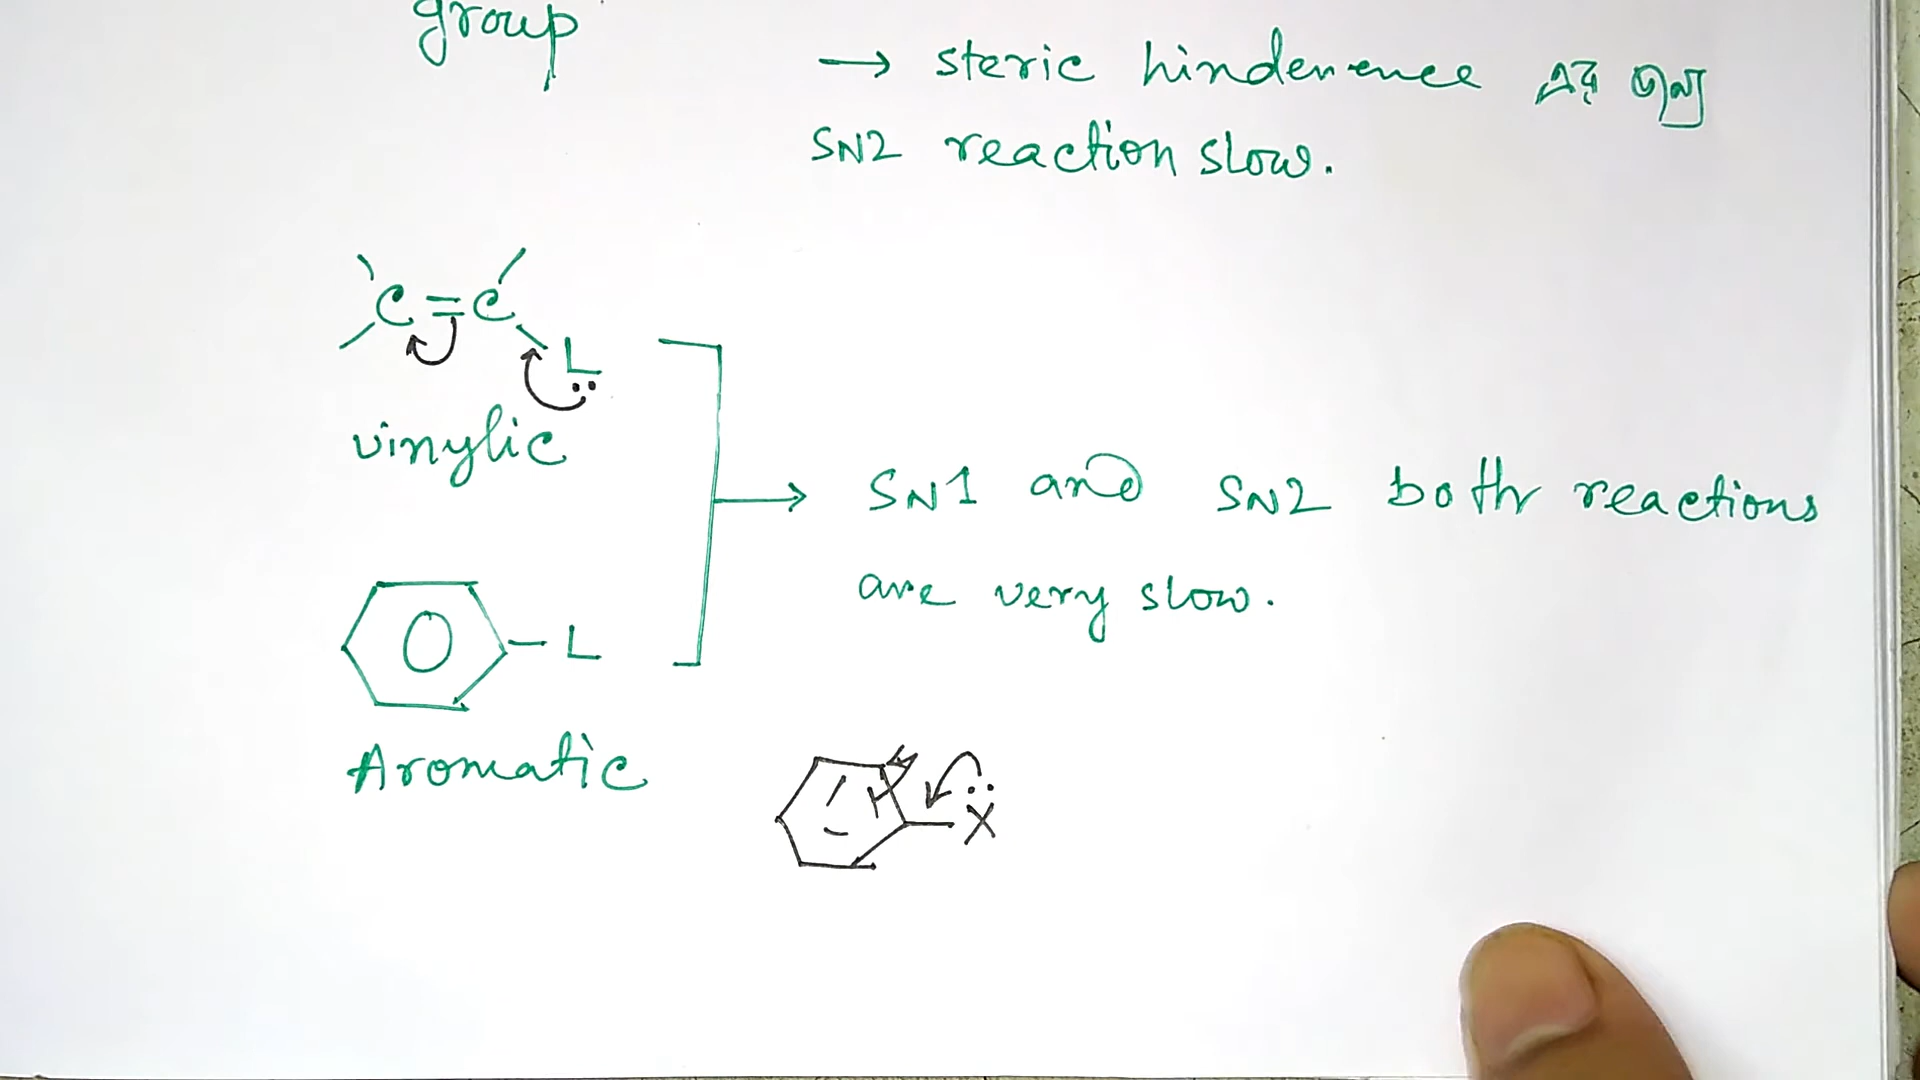 group
→ steric hinderence এর জন্য
SN2 reaction slow.
C=C
L
vinylic
SN1 and SN2 both reactions
are very slow.
L
Aromatic
X